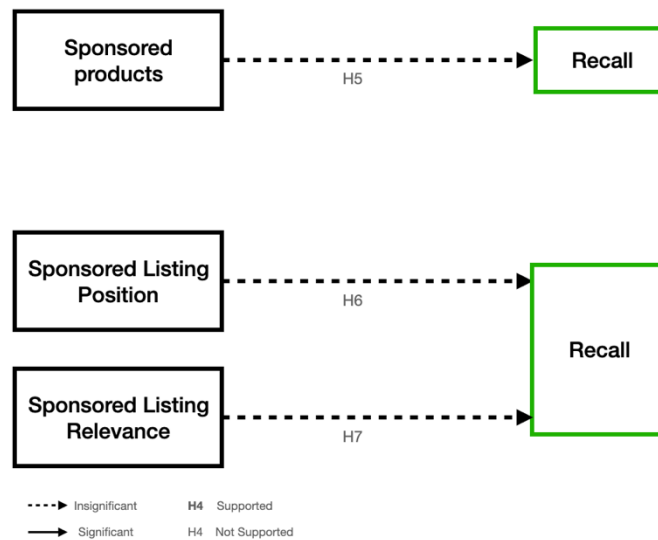 Sponsored
products
H5
Recall
Sponsored Listing
Position
H6
Recall
Sponsored Listing
Relevance
H7
Insignificant
H4 Supported
Significant
H4 Not Supported